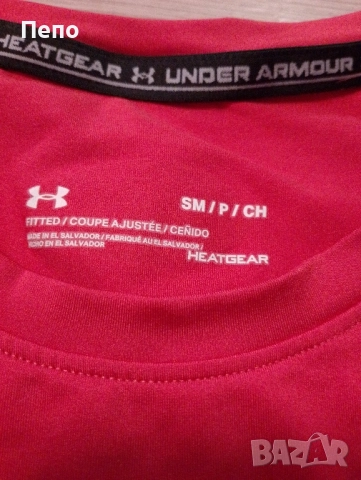 Пепо
HEATGEAR UNDER ARMOUR
SM / P / CH
FITTED / COUPE AJUSTÉE / CEÑIDO
MADE IN EL SALVADOR / FABRIQUÉ AU EL SALVADOR /
HECHO EN EL SALVADOR
HEATGEAR
BAZAR